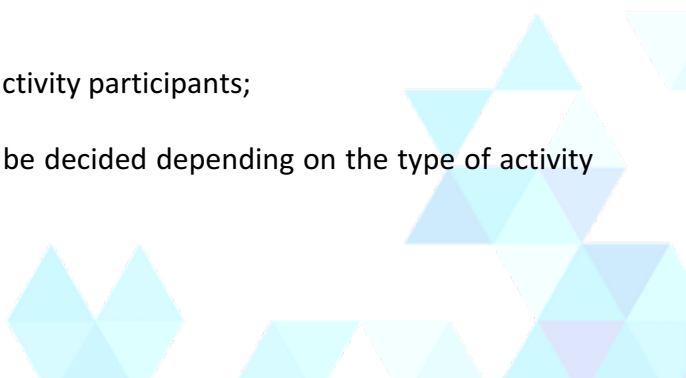 ctivity participants;
be decided depending on the type of activity